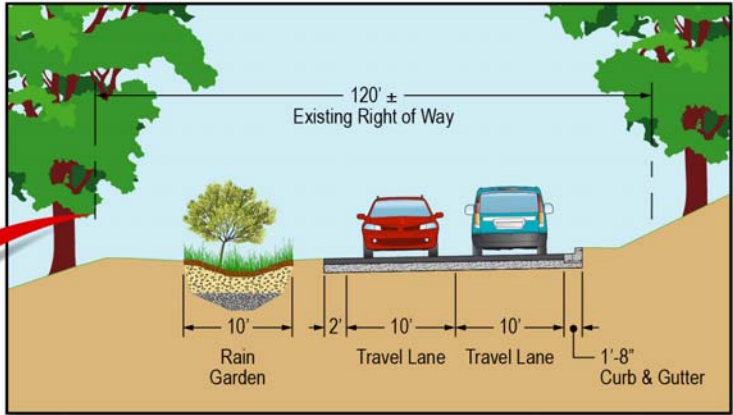 120' ±
Existing Right of Way
10'
2'
10'
10'
Rain
Garden
Travel Lane
Travel Lane
1'-8"
Curb & Gutter